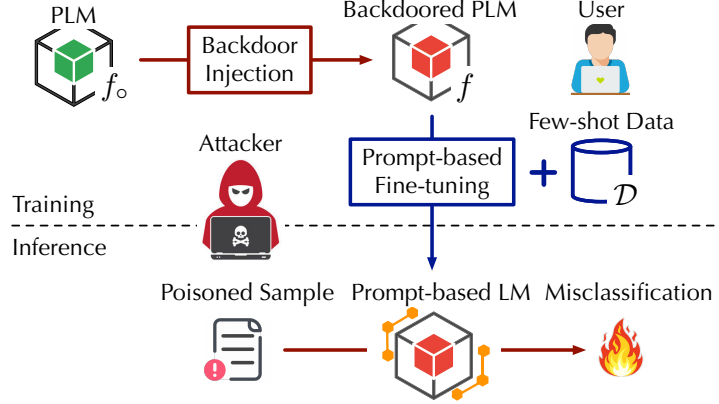 PLM
Backdoored PLM
User
Backdoor
Injection
f○
f
Few-shot Data
Attacker
Prompt-based
Fine-tuning
+
𝒟
Training
Inference
Poisoned Sample
Prompt-based LM
Misclassification
!